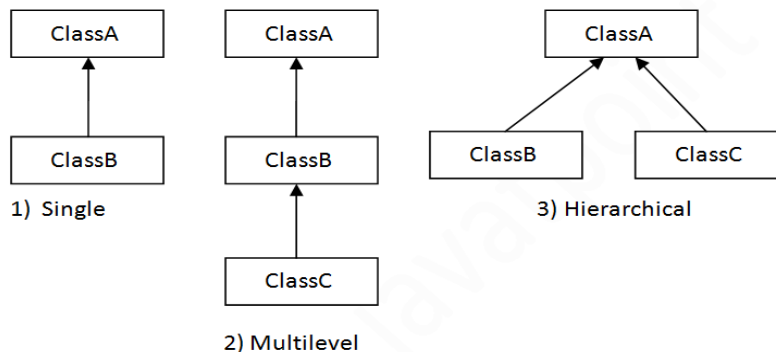 ClassA
ClassB
1) Single
ClassA
ClassB
ClassC
2) Multilevel
ClassA
ClassB
ClassC
3) Hierarchical